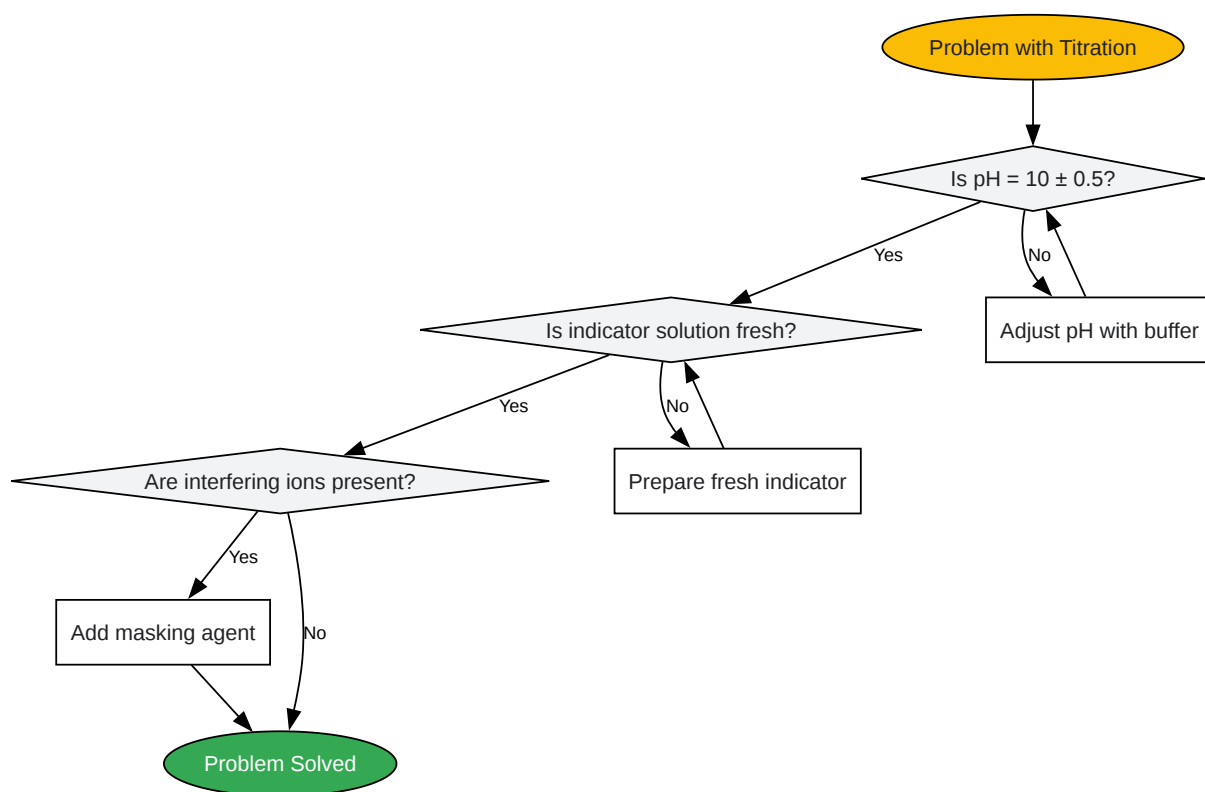 Problem with Titration
Is pH = 10 ± 0.5?
Yes
No
Is indicator solution fresh?
Adjust pH with buffer
Yes
No
Are interfering ions present?
Prepare fresh indicator
Yes
Add masking agent
No
Problem Solved